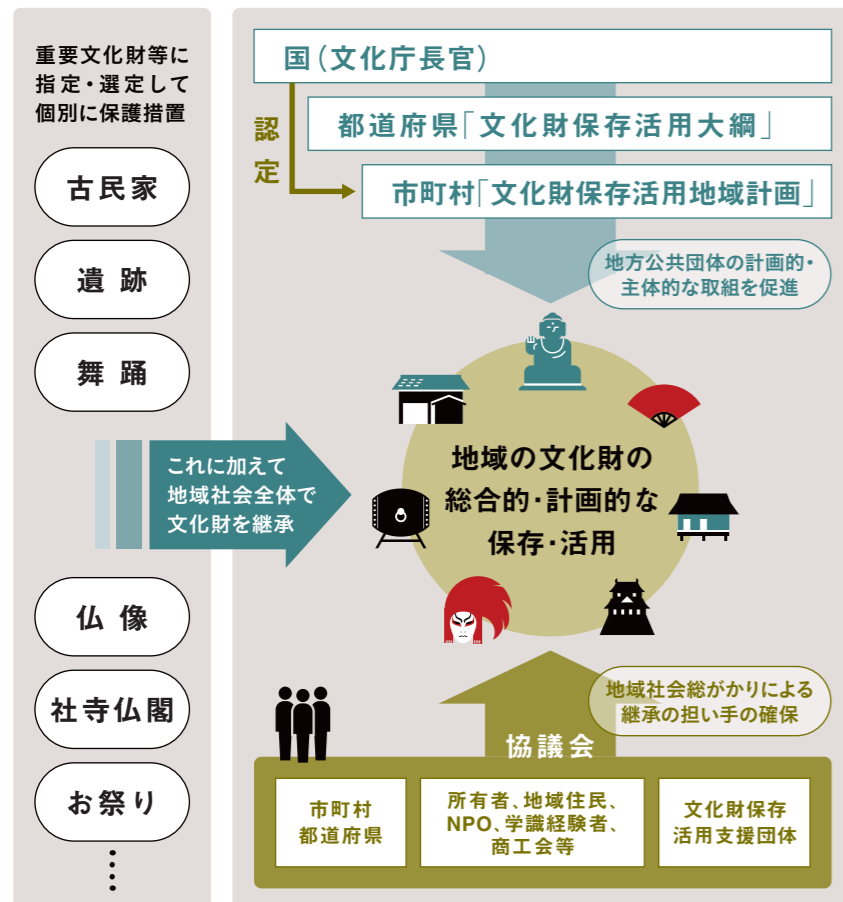 重要文化財等に
指定・選定して
個別に保護措置
古民家
遺跡
舞踊
これに加えて
地域社会全体で
文化財を継承
仏像
社寺仏閣
お祭り
国(文化庁長官)
認定
都道府県「文化財保存活用大綱」
市町村「文化財保存活用地域計画」
地方公共団体の計画的・
主体的な取組を促進
地域の文化財の
総合的・計画的な
保存・活用
地域社会総がかりによる
継承の担い手の確保
協議会
市町村
都道府県
所有者、地域住民、
NPO、学識経験者、
商工会等
文化財保存
活用支援団体